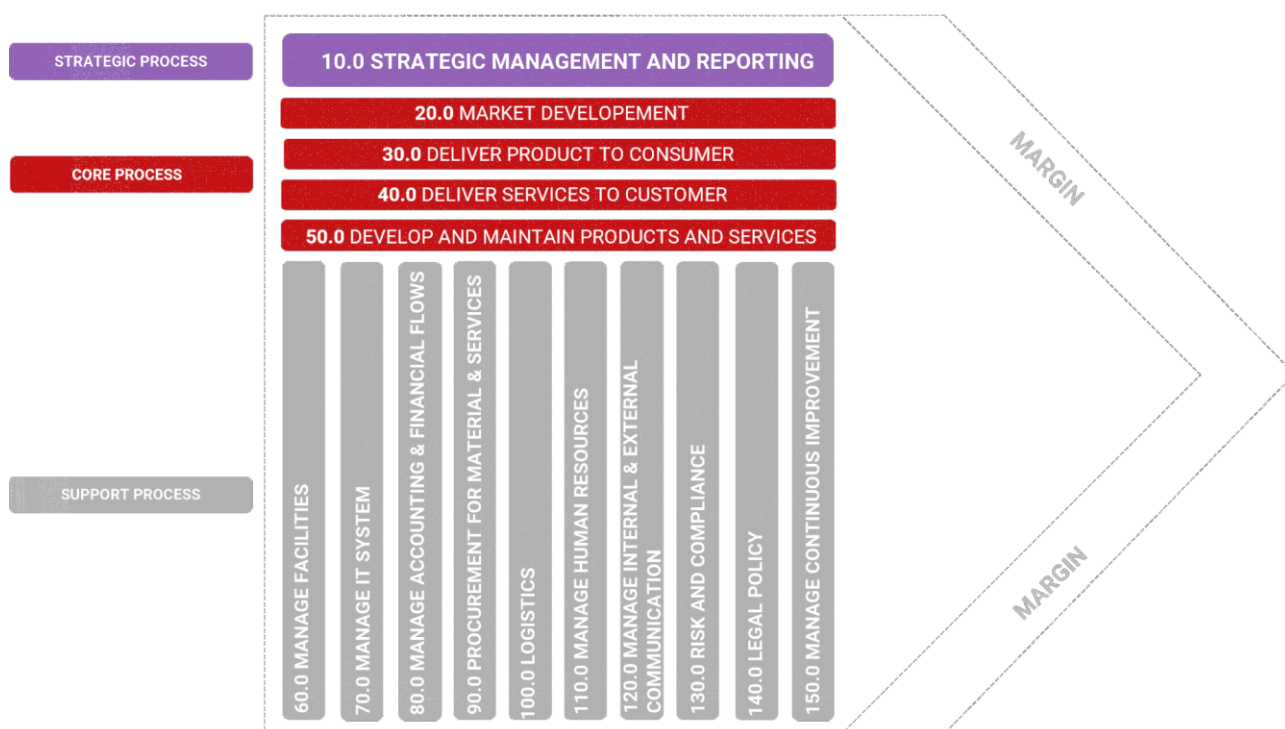 STRATEGIC PROCESS
10.0 STRATEGIC MANAGEMENT AND REPORTING
20.0 MARKET DEVELOPEMENT
CORE PROCESS
30.0 DELIVER PRODUCT TO CONSUMER
40.0 DELIVER SERVICES TO CUSTOMER
50.0 DEVELOP AND MAINTAIN PRODUCTS AND SERVICES
SUPPORT PROCESS
60.0 MANAGE FACILITIES
70.0 MANAGE IT SYSTEM
80.0 MANAGE ACCOUNTING & FINANCIAL FLOWS
90.0 PROCUREMENT FOR MATERIAL & SERVICES
100.0 LOGISTICS
110.0 MANAGE HUMAN RESOURCES
120.0 MANAGE INTERNAL & EXTERNAL
COMMUNICATION
130.0 RISK AND COMPLIANCE
140.0 LEGAL POLICY
150.0 MANAGE CONTINUOUS IMPROVEMENT
MARGIN
MARGIN